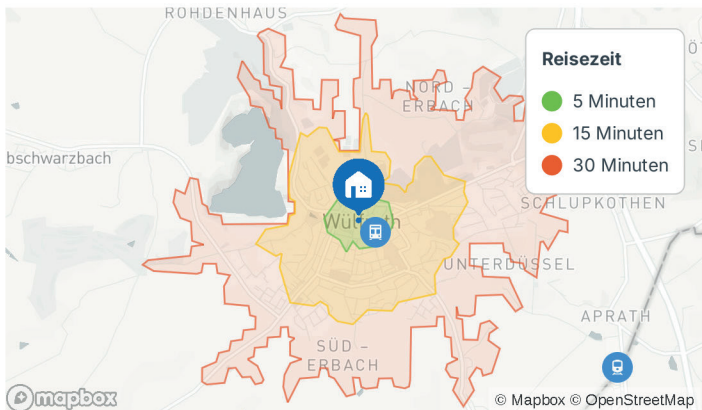 ROHDENHAUS
Reisezeit
5 Minuten
15 Minuten
30 Minuten
NORD -
ERBACH
bschwarzbach
SCHLUPKOTHEN
UNTERDÜSSEL
APRATH
SÜD -
ERBACH
mapbox
© Mapbox © OpenStreetMap